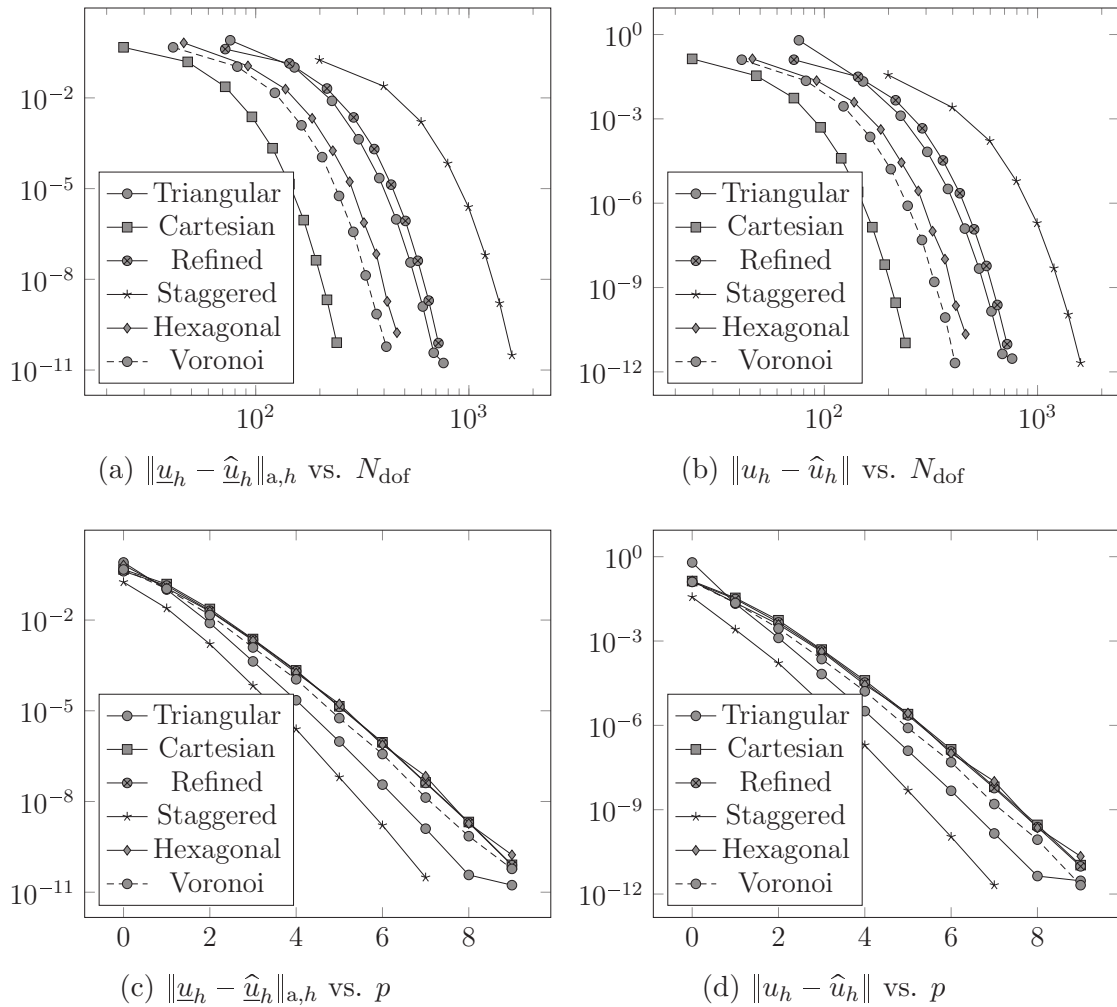 10^{-2}
10^{-5}
10^{-8}
10^{-11}
10^{2}
10^{3}
Triangular
Cartesian
Refined
Staggered
Hexagonal
Voronoi
(a) ‖u_h − û_h‖_{a,h} vs. N_dof
10^{0}
10^{-3}
10^{-6}
10^{-9}
10^{-12}
10^{2}
10^{3}
Triangular
Cartesian
Refined
Staggered
Hexagonal
Voronoi
(b) ‖u_h − û_h‖ vs. N_dof
10^{-2}
10^{-5}
10^{-8}
10^{-11}
0 2 4 6 8
Triangular
Cartesian
Refined
Staggered
Hexagonal
Voronoi
(c) ‖u_h − û_h‖_{a,h} vs. p
10^{0}
10^{-3}
10^{-6}
10^{-9}
10^{-12}
0 2 4 6 8
Triangular
Cartesian
Refined
Staggered
Hexagonal
Voronoi
(d) ‖u_h − û_h‖ vs. p